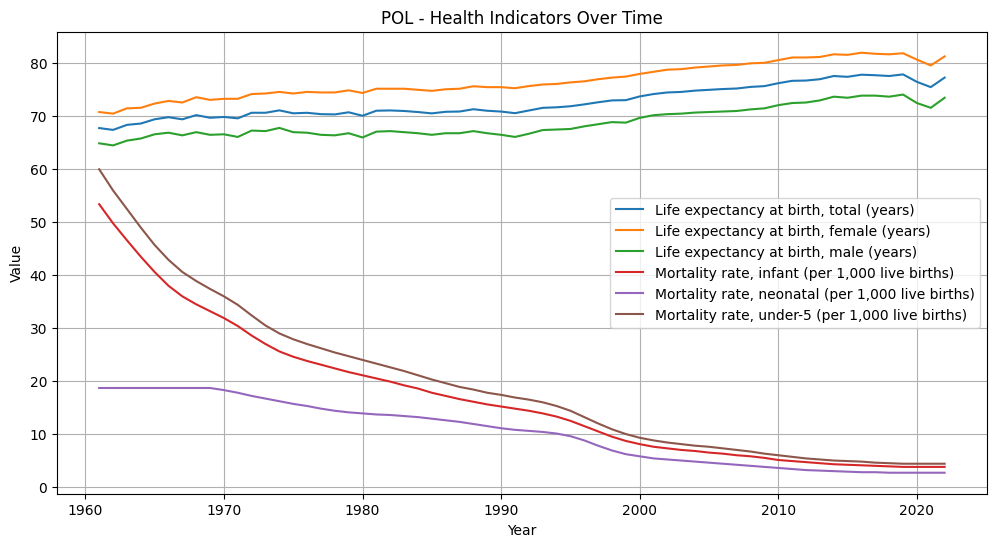 POL - Health Indicators Over Time
Value
80
70
60
50
40
30
20
10
0
Life expectancy at birth, total (years)
Life expectancy at birth, female (years)
Life expectancy at birth, male (years)
Mortality rate, infant (per 1,000 live births)
Mortality rate, neonatal (per 1,000 live births)
Mortality rate, under-5 (per 1,000 live births)
1960 1970 1980 1990 2000 2010 2020
Year